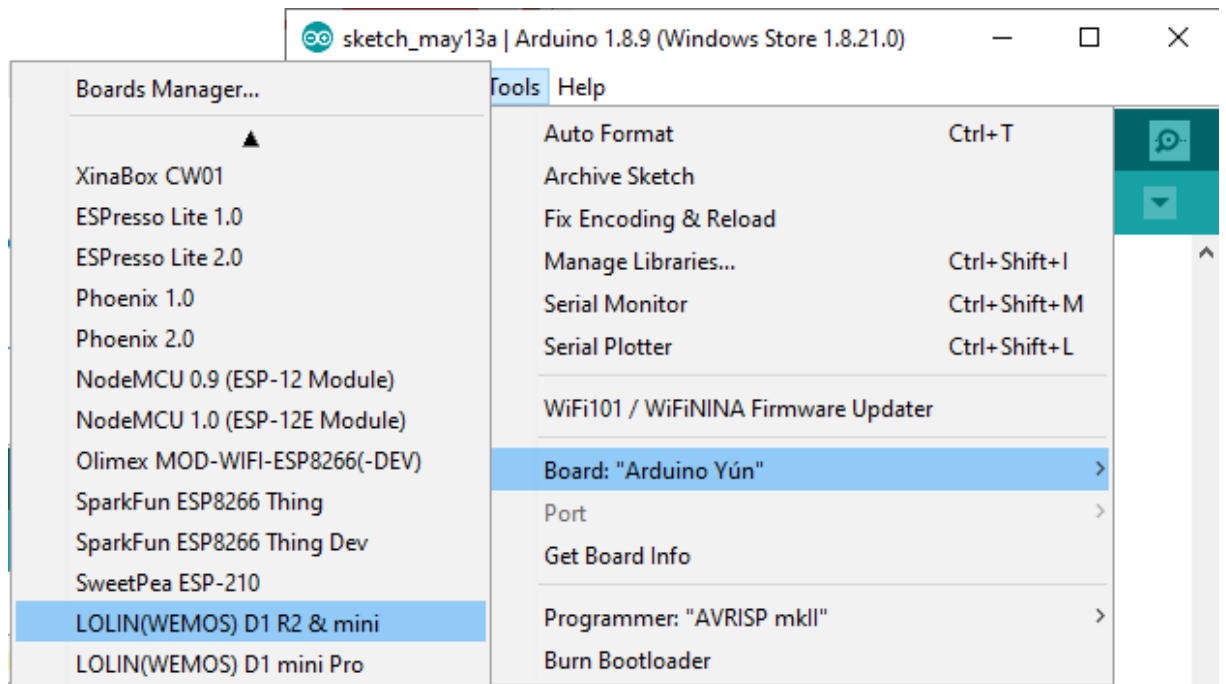 sketch_may13a | Arduino 1.8.9 (Windows Store 1.8.21.0)
Tools Help
Boards Manager...
XinaBox CW01
ESPresso Lite 1.0
ESPresso Lite 2.0
Phoenix 1.0
Phoenix 2.0
NodeMCU 0.9 (ESP-12 Module)
NodeMCU 1.0 (ESP-12E Module)
Olimex MOD-WIFI-ESP8266(-DEV)
SparkFun ESP8266 Thing
SparkFun ESP8266 Thing Dev
SweetPea ESP-210
LOLIN(WEMOS) D1 R2 & mini
LOLIN(WEMOS) D1 mini Pro
Auto Format Ctrl+T
Archive Sketch
Fix Encoding & Reload
Manage Libraries... Ctrl+Shift+I
Serial Monitor Ctrl+Shift+M
Serial Plotter Ctrl+Shift+L
WiFi101 / WiFiNINA Firmware Updater
Board: "Arduino Yún"
Port
Get Board Info
Programmer: "AVRISP mkII"
Burn Bootloader